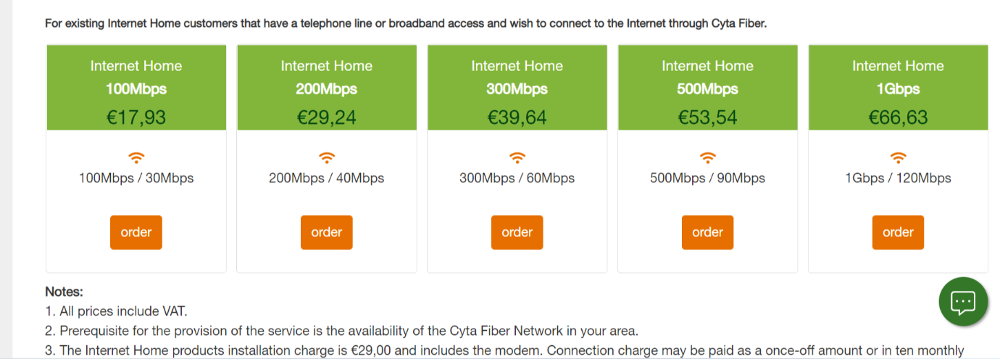 For existing Internet Home customers that have a telephone line or broadband access and wish to connect to the Internet through Cyta Fiber.
Internet Home
100Mbps
€17,93
100Mbps / 30Mbps
order
Internet Home
200Mbps
€29,24
200Mbps / 40Mbps
order
Internet Home
300Mbps
€39,64
300Mbps / 60Mbps
order
Internet Home
500Mbps
€53,54
500Mbps / 90Mbps
order
Internet Home
1Gbps
€66,63
1Gbps / 120Mbps
order
Notes:
1. All prices include VAT.
2. Prerequisite for the provision of the service is the availability of the Cyta Fiber Network in your area.
3. The Internet Home products installation charge is €29,00 and includes the modem. Connection charge may be paid as a once-off amount or in ten monthly